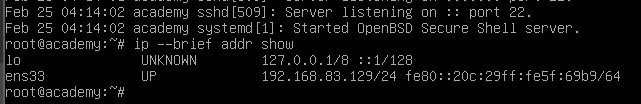 Feb 25 04:14:02 academy sshd[509]: Server listening on :: port 22.
Feb 25 04:14:02 academy systemd[1]: Started OpenBSD Secure Shell server.
root@academy:~# ip --brief addr show
lo UNKNOWN 127.0.0.1/8 ::1/128
ens33 UP 192.168.83.129/24 fe80::20c:29ff:fe5f:69b9/64
root@academy:~#